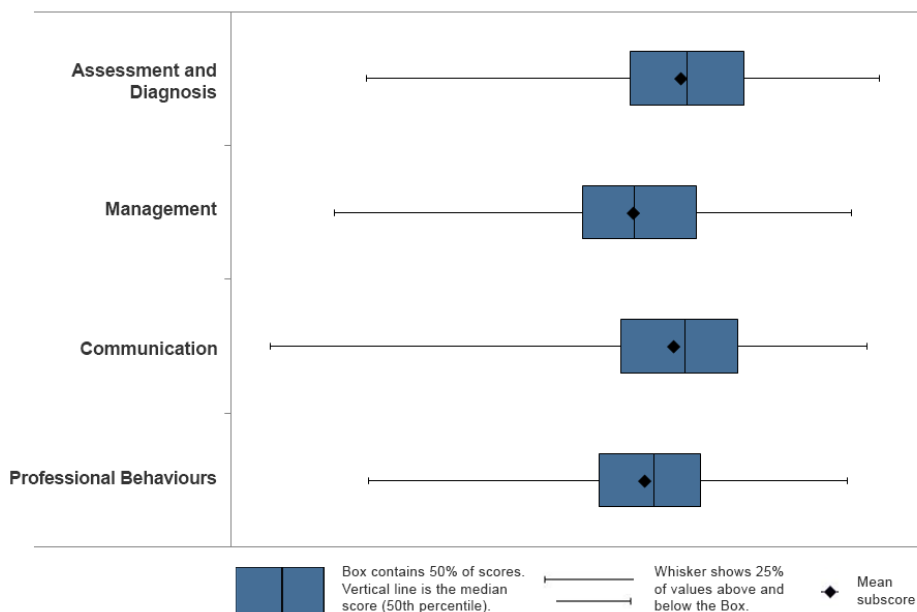 Assessment and
Diagnosis
Management
Communication
Professional Behaviours
Box contains 50% of scores.
Vertical line is the median
score (50th percentile).
Whisker shows 25%
of values above and
below the Box.
Mean
subscore